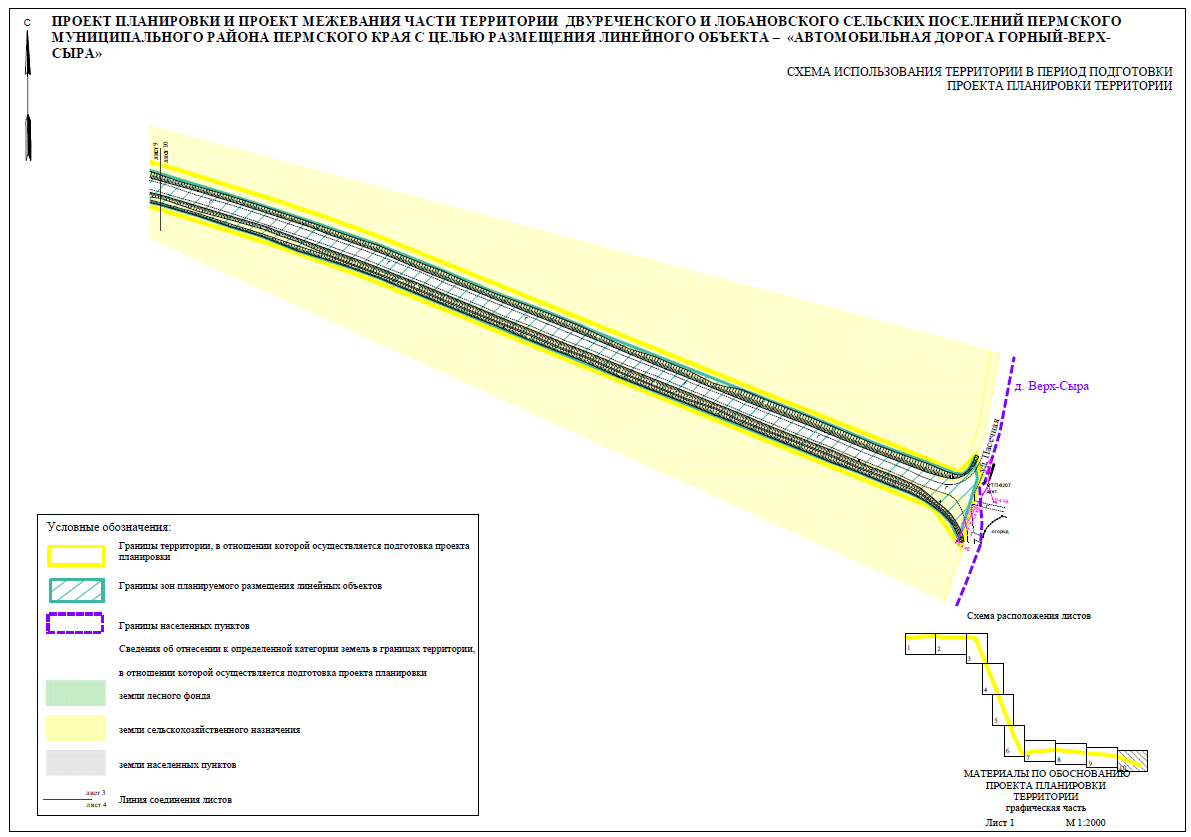 С
ПРОЕКТ ПЛАНИРОВКИ И ПРОЕКТ МЕЖЕВАНИЯ ЧАСТИ ТЕРРИТОРИИ ДВУРЕЧЕНСКОГО И ЛОБАНОВСКОГО СЕЛЬСКИХ ПОСЕЛЕНИЙ ПЕРМСКОГО
МУНИЦИПАЛЬНОГО РАЙОНА ПЕРМСКОГО КРАЯ С ЦЕЛЬЮ РАЗМЕЩЕНИЯ ЛИНЕЙНОГО ОБЪЕКТА – «АВТОМОБИЛЬНАЯ ДОРОГА ГОРНЫЙ-ВЕРХ-
СЫРА»
СХЕМА ИСПОЛЬЗОВАНИЯ ТЕРРИТОРИИ В ПЕРИОД ПОДГОТОВКИ
ПРОЕКТА ПЛАНИРОВКИ ТЕРРИТОРИИ
лист 9
лист 10
д. Верх-Сыра
ул. Пасечная
огород
Условные обозначения:
Границы территории, в отношении которой осуществляется подготовка проекта
планировки
Границы зон планируемого размещения линейных объектов
Границы населенных пунктов
Сведения об отнесении к определенной категории земель в границах территории,
в отношении которой осуществляется подготовка проекта планировки
земли лесного фонда
земли сельскохозяйственного назначения
земли населенных пунктов
лист 3
лист 4
Линия соединения листов
Схема расположения листов
1
2
3
4
5
6
7
8
9
10
МАТЕРИАЛЫ ПО ОБОСНОВАНИЮ
ПРОЕКТА ПЛАНИРОВКИ
ТЕРРИТОРИИ
графическая часть
Лист 1 М 1:2000